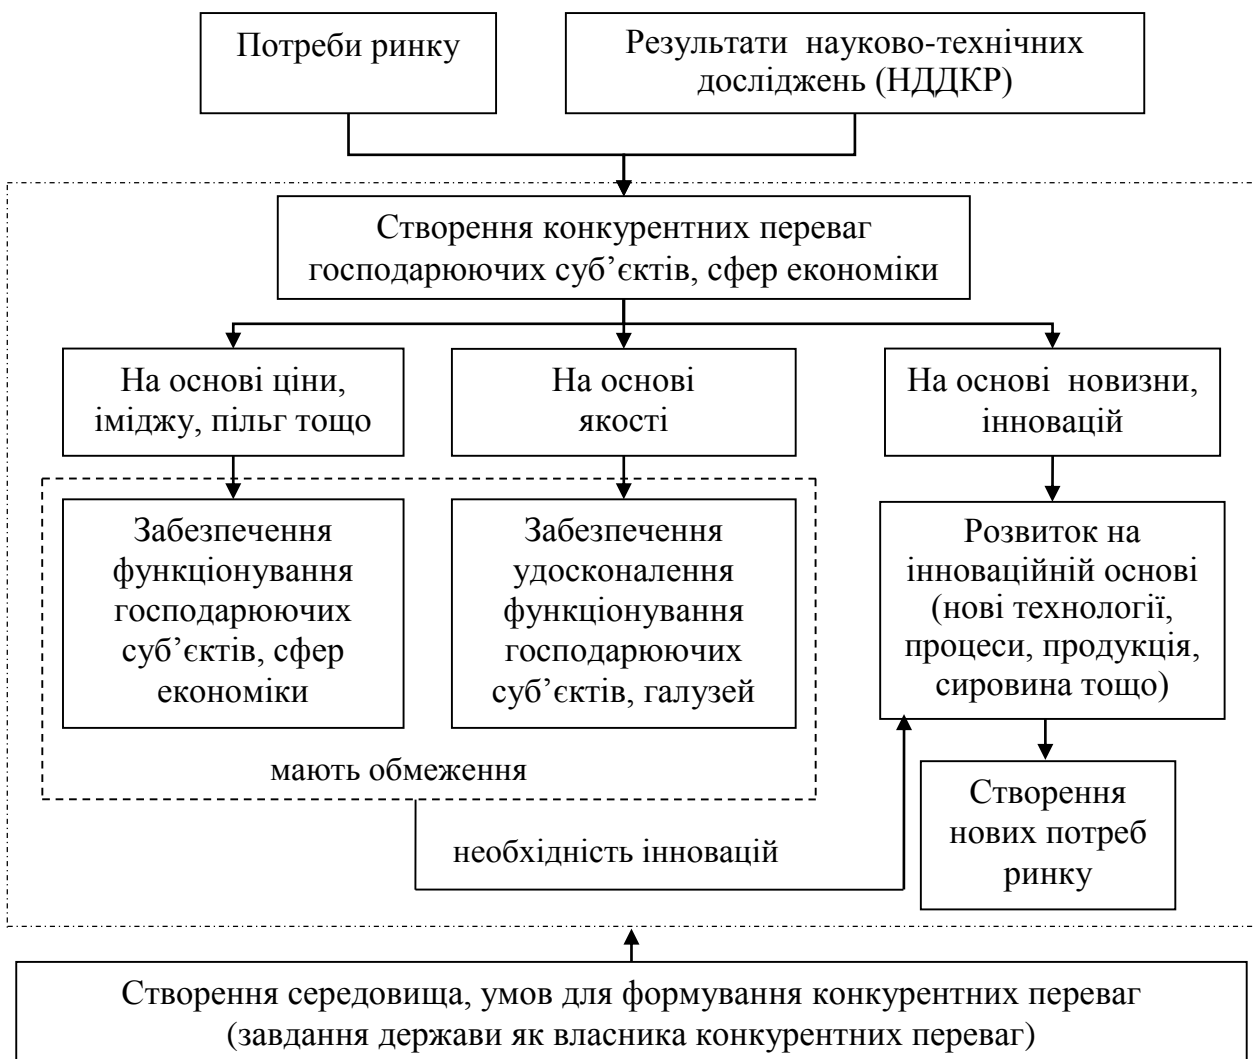 Потреби ринку
Результати науково-технічних
досліджень (НДДКР)
Створення конкурентних переваг
господарюючих суб’єктів, сфер економіки
На основі ціни,
іміджу, пільг тощо
На основі
якості
На основі новизни,
інновацій
Забезпечення
функціонування
господарюючих
суб’єктів, сфер
економіки
Забезпечення
удосконалення
функціонування
господарюючих
суб’єктів, галузей
Розвиток на
інноваційній основі
(нові технології,
процеси, продукція,
сировина тощо)
мають обмеження
необхідність інновацій
Створення
нових потреб
ринку
Створення середовища, умов для формування конкурентних переваг
(завдання держави як власника конкурентних переваг)